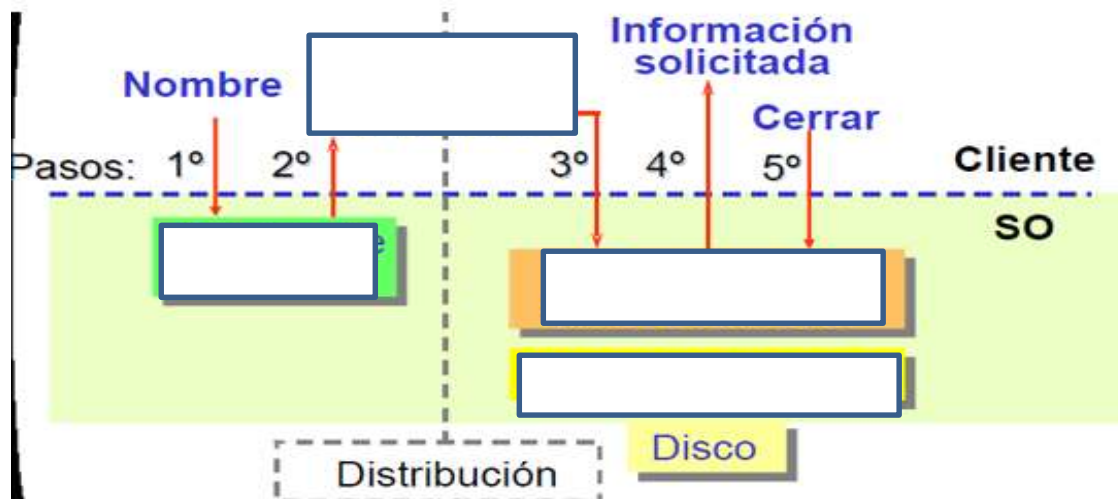 Información
solicitada
Nombre
Cerrar
Pasos: 1º 2º 3º 4º 5º Cliente
SO
Disco
Distribución